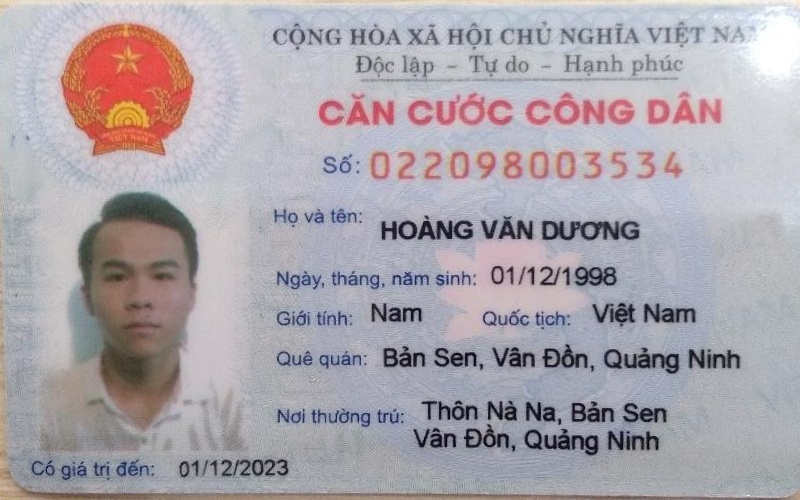 CỘNG HÒA XÃ HỘI CHỦ NGHĨA VIỆT NAM
Độc lập - Tự do - Hạnh phúc
CĂN CƯỚC CÔNG DÂN
Số: 022098003534
Họ và tên: HOÀNG VĂN DƯƠNG
Ngày, tháng, năm sinh: 01/12/1998
Giới tính: Nam Quốc tịch: Việt Nam
Quê quán: Bản Sen, Vân Đồn, Quảng Ninh
Nơi thường trú: Thôn Nà Na, Bản Sen
Vân Đồn, Quảng Ninh
Có giá trị đến: 01/12/2023